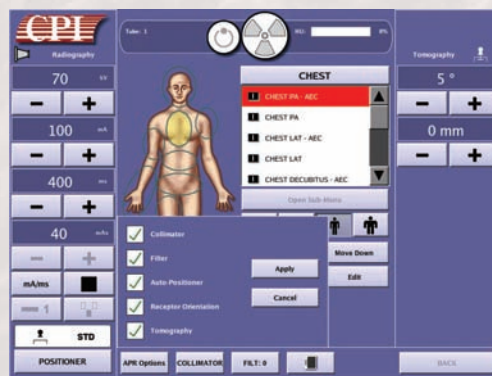 CPI
Radiography
Tube: 1
HU:
0%
Tomography
70 kV
5 °
100 mA
0 mm
400 ms
40 mAs
CHEST
CHEST PA - AEC
CHEST PA
CHEST LAT - AEC
CHEST LAT
CHEST DECUBITUS - AEC
Open Sub-Menu
Move Down
Edit
Collimator
Filter
Auto Positioner
Receptor Orientation
Tomography
Apply
Cancel
mA/ms
1
STD
POSITIONER
APR Options
COLLIMATOR
FILT: 0
BACK